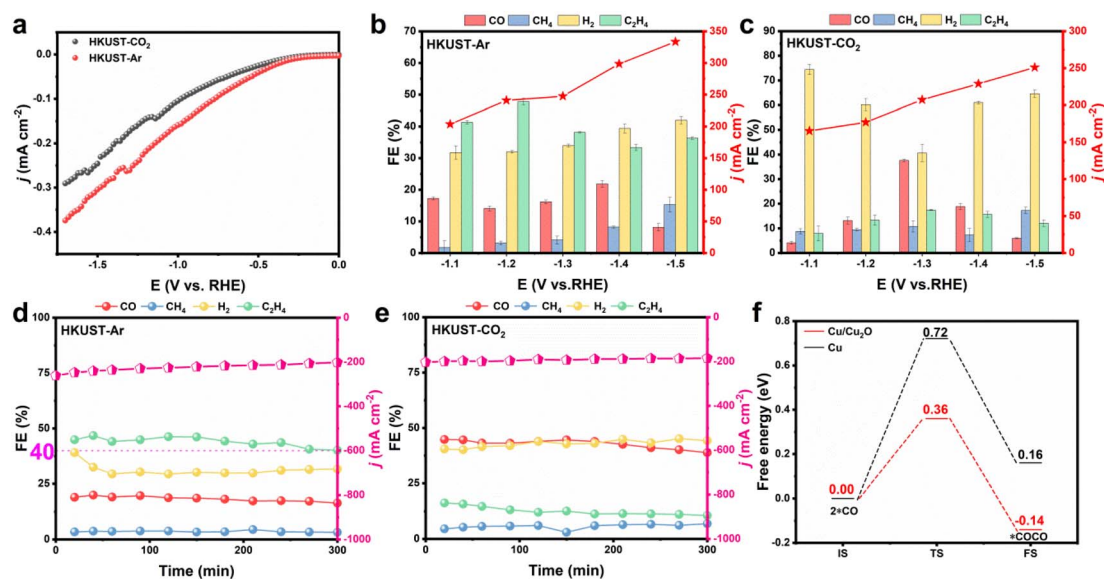 a
HKUST-CO₂
HKUST-Ar
j (mA cm⁻²)
0.0
-0.1
-0.2
-0.3
-0.4
-1.5 -1.0 -0.5 0.0
E (V vs. RHE)
b
CO CH₄ H₂ C₂H₄
HKUST-Ar
FE (%)
70
60
50
40
30
20
10
0
350
300
250
200
150
100
50
0
j (mA cm⁻²)
-1.1 -1.2 -1.3 -1.4 -1.5
E (V vs.RHE)
c
CO CH₄ H₂ C₂H₄
HKUST-CO₂
FE (%)
90
80
70
60
50
40
30
20
10
0
300
250
200
150
100
50
0
j (mA cm⁻²)
-1.1 -1.2 -1.3 -1.4 -1.5
E (V vs.RHE)
d
CO CH₄ H₂ C₂H₄
HKUST-Ar
FE (%)
100
75
50
40
25
0
0
-200
-400
-600
-800
-1000
j (mA cm⁻²)
0 100 200 300
Time (min)
e
CO CH₄ H₂ C₂H₄
HKUST-CO₂
FE (%)
100
75
50
25
0
0
-200
-400
-600
-800
-1000
j (mA cm⁻²)
0 100 200 300
Time (min)
f
Cu/Cu₂O
Cu
Free energy (eV)
0.8
0.6
0.4
0.2
0.0
-0.2
0.72
0.36
0.16
0.00
2*CO
-0.14
*COCO
IS TS FS